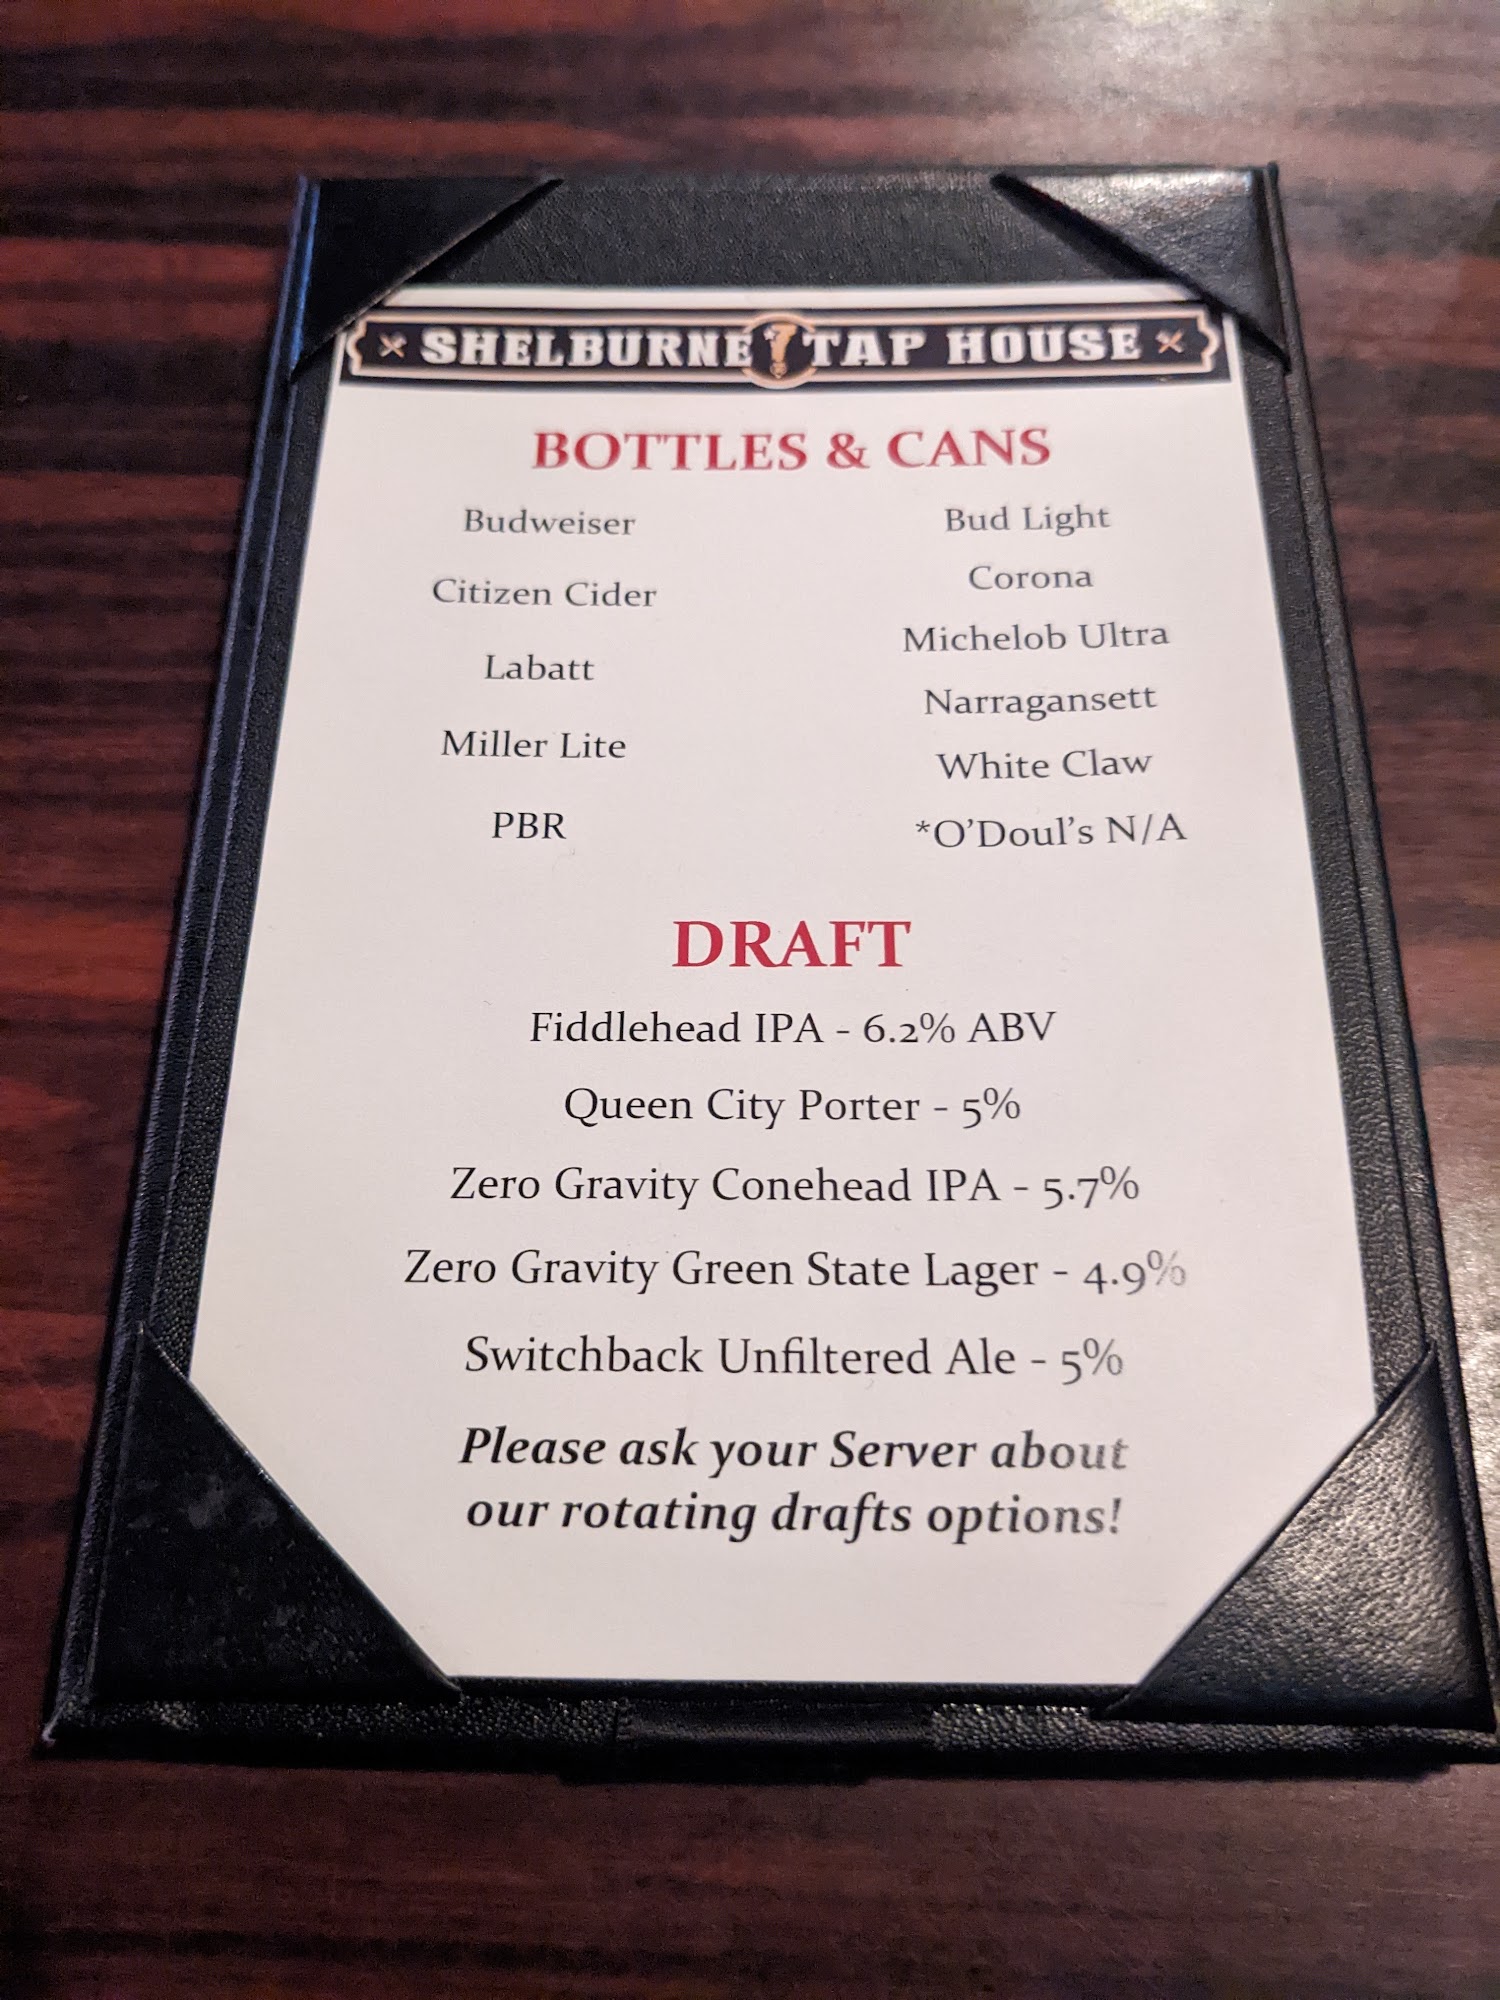 SHELBURNE TAP HOUSE
BOTTLES & CANS
Budweiser
Citizen Cider
Labatt
Miller Lite
PBR
Bud Light
Corona
Michelob Ultra
Narragansett
White Claw
*O'Doul's N/A
DRAFT
Fiddlehead IPA - 6.2% ABV
Queen City Porter - 5%
Zero Gravity Conehead IPA - 5.7%
Zero Gravity Green State Lager - 4.9%
Switchback Unfiltered Ale - 5%
Please ask your Server about
our rotating drafts options!